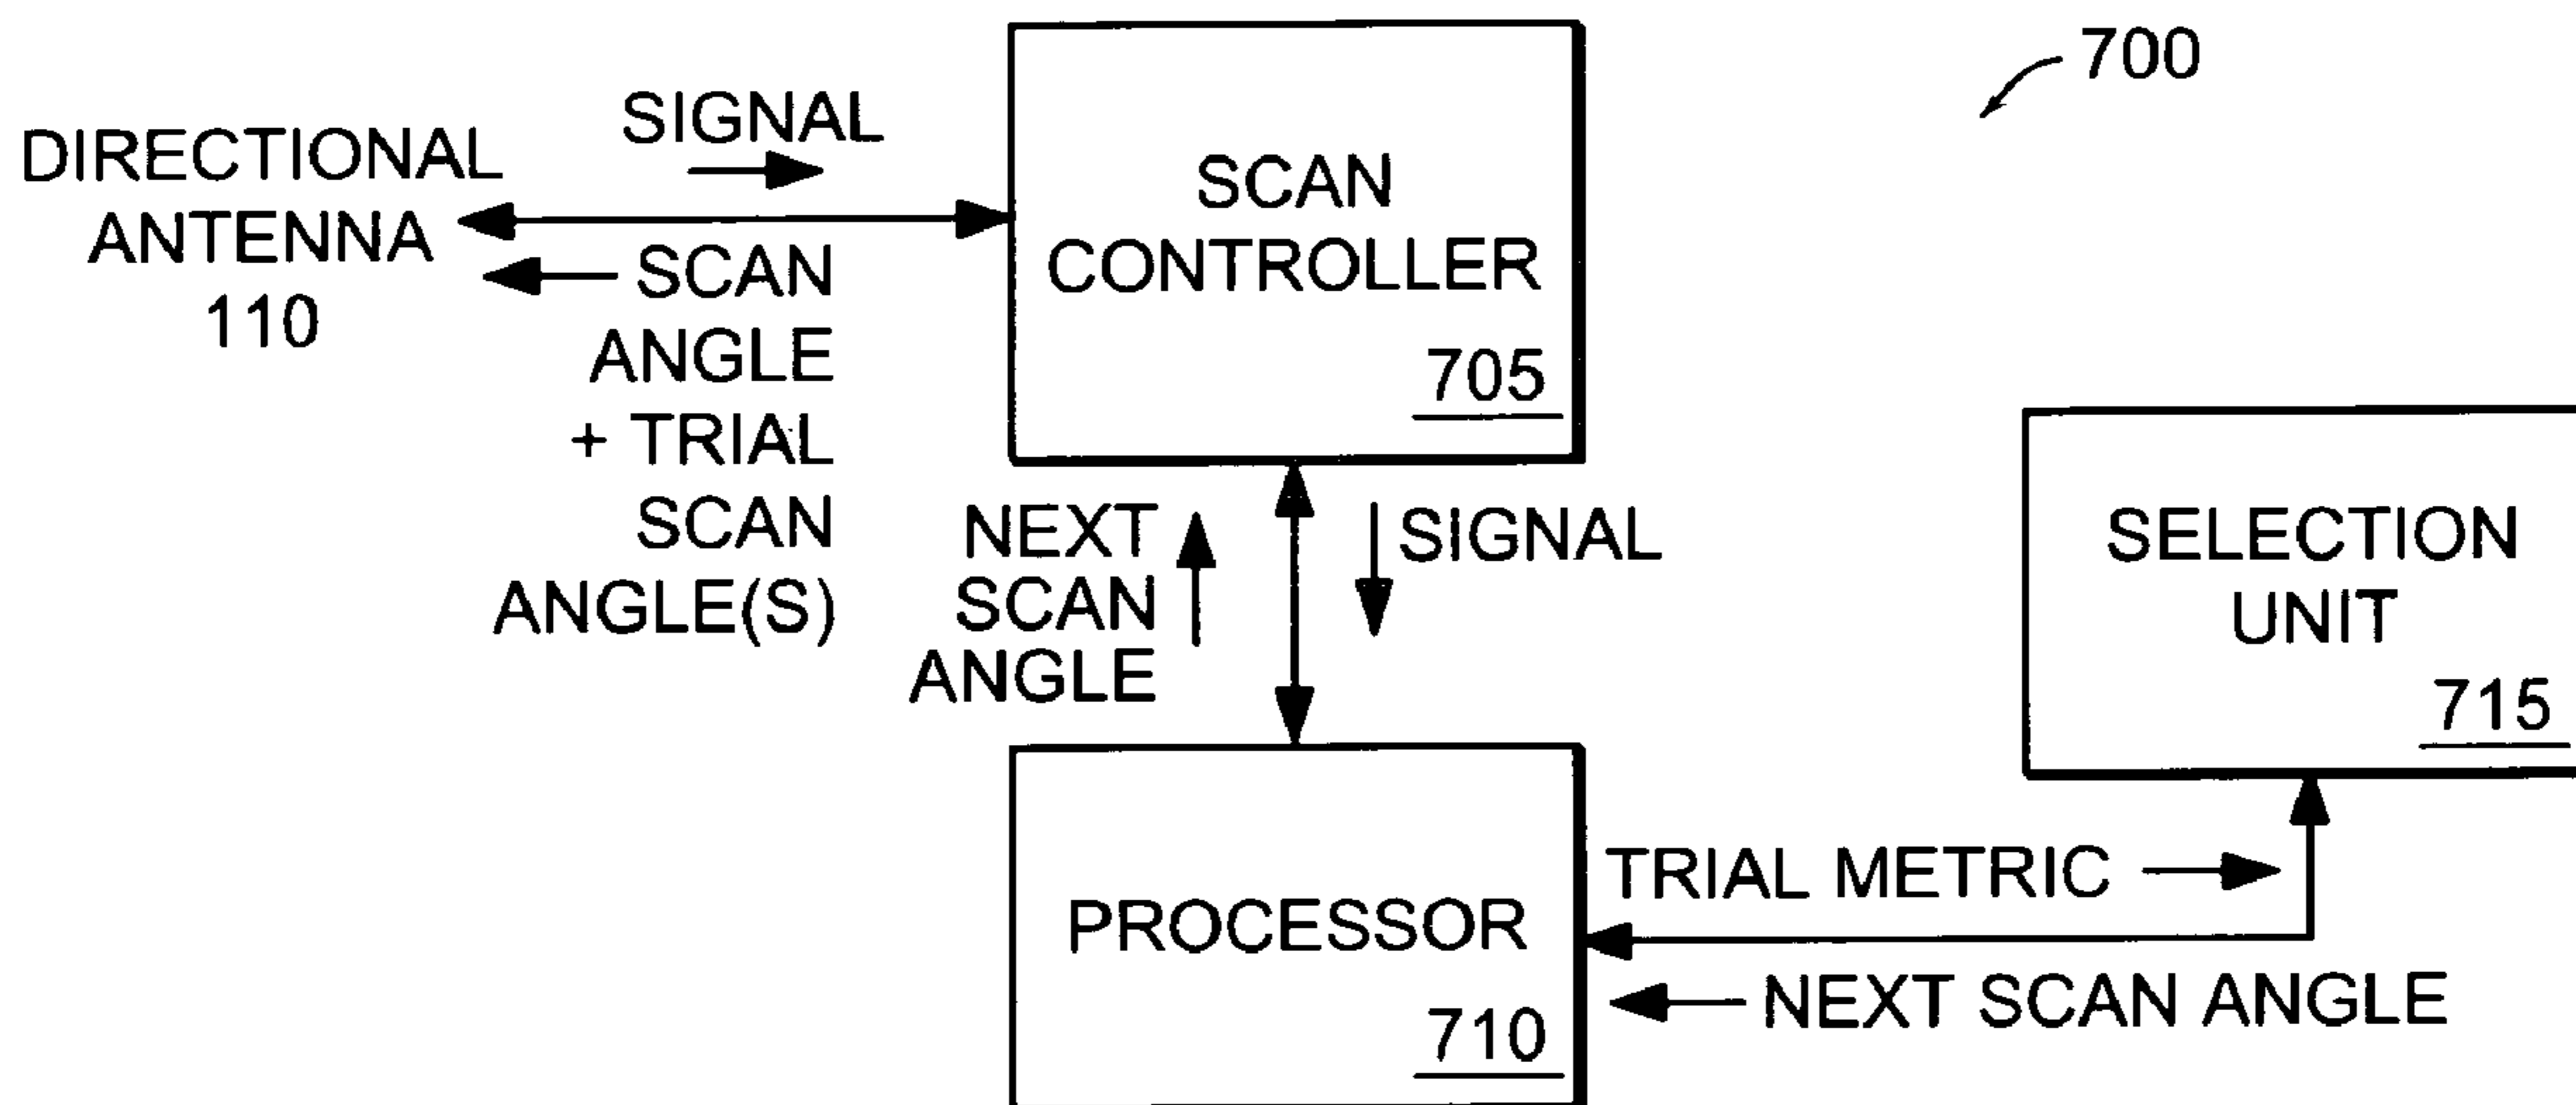 700
SIGNAL
DIRECTIONAL
ANTENNA
110
SCAN
ANGLE
+ TRIAL
SCAN
ANGLE(S)
SCAN
CONTROLLER
705
NEXT
SCAN
ANGLE
SIGNAL
SELECTION
UNIT
715
PROCESSOR
710
TRIAL METRIC
NEXT SCAN ANGLE